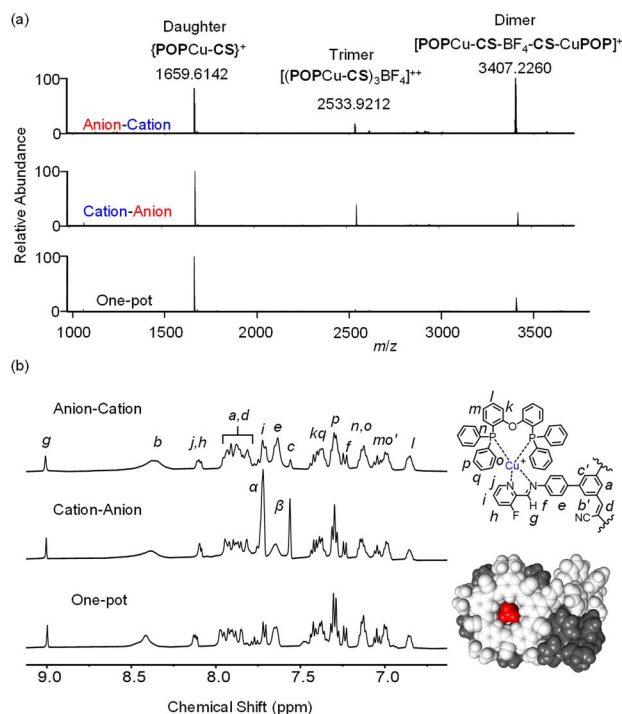 (a)
Daughter
{POPCu-CS}⁺
1659.6142
Trimer
[(POPCu-CS)₃BF₄]⁺⁺
2533.9212
Dimer
[POPCu-CS-BF₄-CS-CuPOP]⁺
3407.2260
Relative Abundance
100
0
Anion-Cation
100
0
Cation-Anion
100
0
One-pot
1000 1500 2000 2500 3000 3500
m/z
(b)
Anion-Cation
g b j,h a,d i e c kq p f n,o mo' l
Cation-Anion
α β
One-pot
9.0 8.5 8.0 7.5 7.0
Chemical Shift (ppm)
l
m k
O
n P P
Cu⁺
p q o
j N N
i h F H g f e
c' a b' d
NC